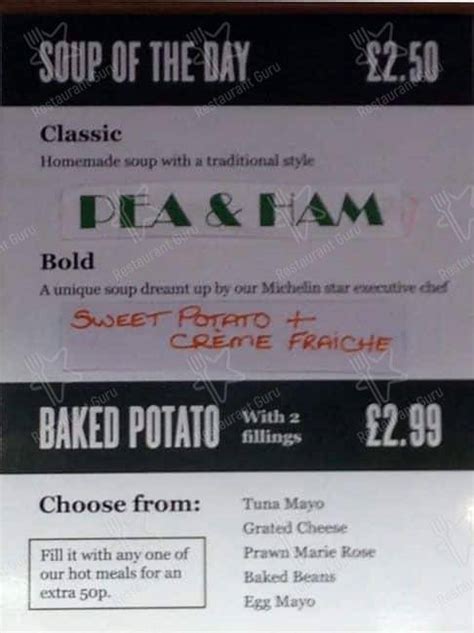 SOUP OF THE DAY £2.50
Classic
Homemade soup with a traditional style
PEA & HAM
Bold
A unique soup dreamt up by our Michelin star executive chef
SWEET POTATO +
CRÈME FRAICHE
BAKED POTATO With 2 fillings £2.99
Choose from:
Tuna Mayo
Grated Cheese
Prawn Marie Rose
Baked Beans
Egg Mayo
Fill it with any one of
our hot meals for an
extra 50p.
Restaurant Guru